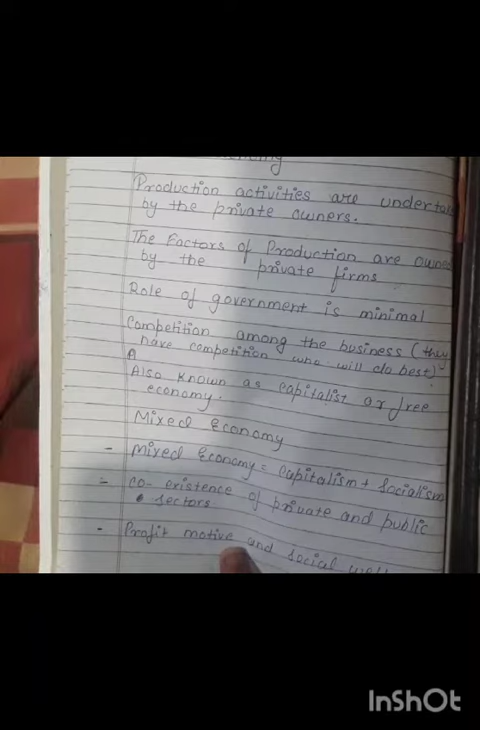 Production activities are undertak
by the private owners.
The Factors of Production are owne
by the private firms
Role of government is minimal
Competition among the business (they
have competition who will do best)
A
Also known as capitalist or free
economy.
Mixed Economy
- Mixed Economy = Capitalism + Socialism
- co-existence of private and public
sectors
- Profit motive and social
InShOt